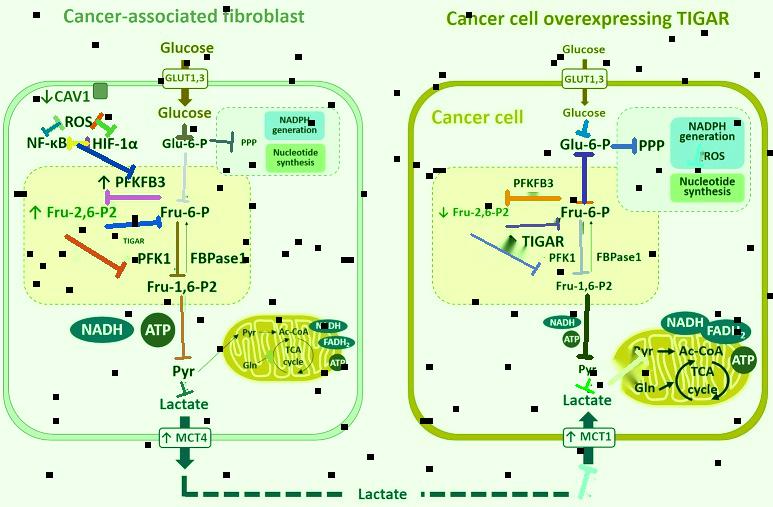 Cancer-associated fibroblast
Glucose
GLUT1,3
↓CAV1
Glucose
ROS
NF-κB
HIF-1α
Glu-6-P
PPP
NADPH
generation
Nucleotide
synthesis
↑ PFKFB3
↑ Fru-2,6-P2
Fru-6-P
TIGAR
PFK1
FBPase1
Fru-1,6-P2
NADH
ATP
Pyr
Lactate
Pyr
Ac-CoA
Gln
TCA
cycle
NADH
FADH2
ATP
↑ MCT4
Lactate
Cancer cell overexpressing TIGAR
Glucose
GLUT1,3
Glucose
Cancer cell
Glu-6-P
PPP
NADPH
generation
ROS
Nucleotide
synthesis
PFKFB3
↓ Fru-2,6-P2
Fru-6-P
TIGAR
PFK1
FBPase1
Fru-1,6-P2
NADH
ATP
Pyr
Lactate
Pyr
Ac-CoA
Gln
TCA
cycle
NADH
FADH2
ATP
↑ MCT1